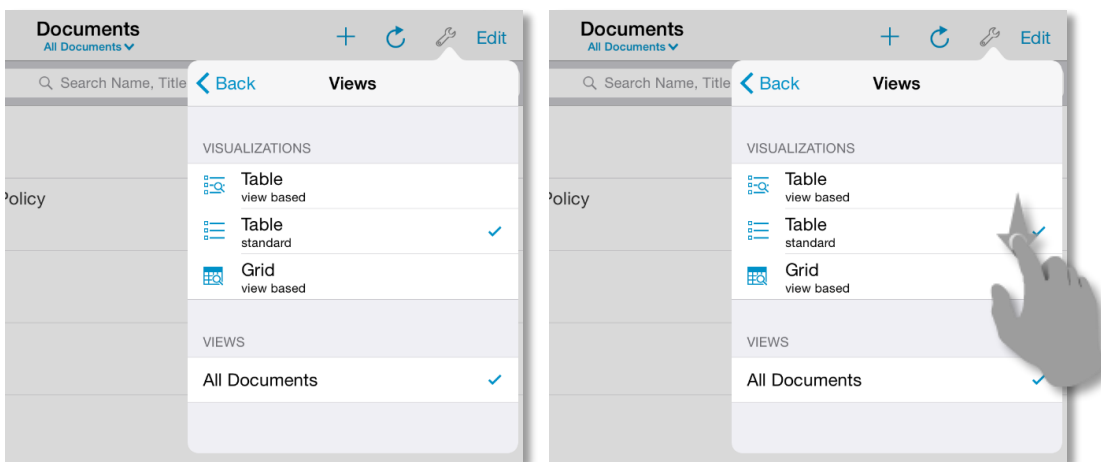 Documents
All Documents
Edit
Search Name, Title
Back
Views
VISUALIZATIONS
Table
view based
Policy
Table
standard
Grid
view based
VIEWS
All Documents
Documents
All Documents
Edit
Search Name, Title
Back
Views
VISUALIZATIONS
Table
view based
Policy
Table
standard
Grid
view based
VIEWS
All Documents